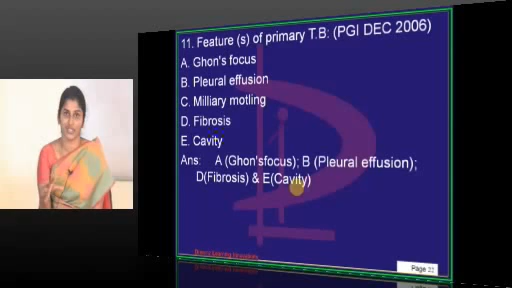 11. Feature (s) of primary T.B: (PGI DEC 2006)
A. Ghon's focus
B. Pleural effusion
C. Milliary motling
D. Fibrosis
E. Cavity
Ans: A (Ghon'sfocus); B (Pleural effusion);
D(Fibrosis) & E(Cavity)
Page 22